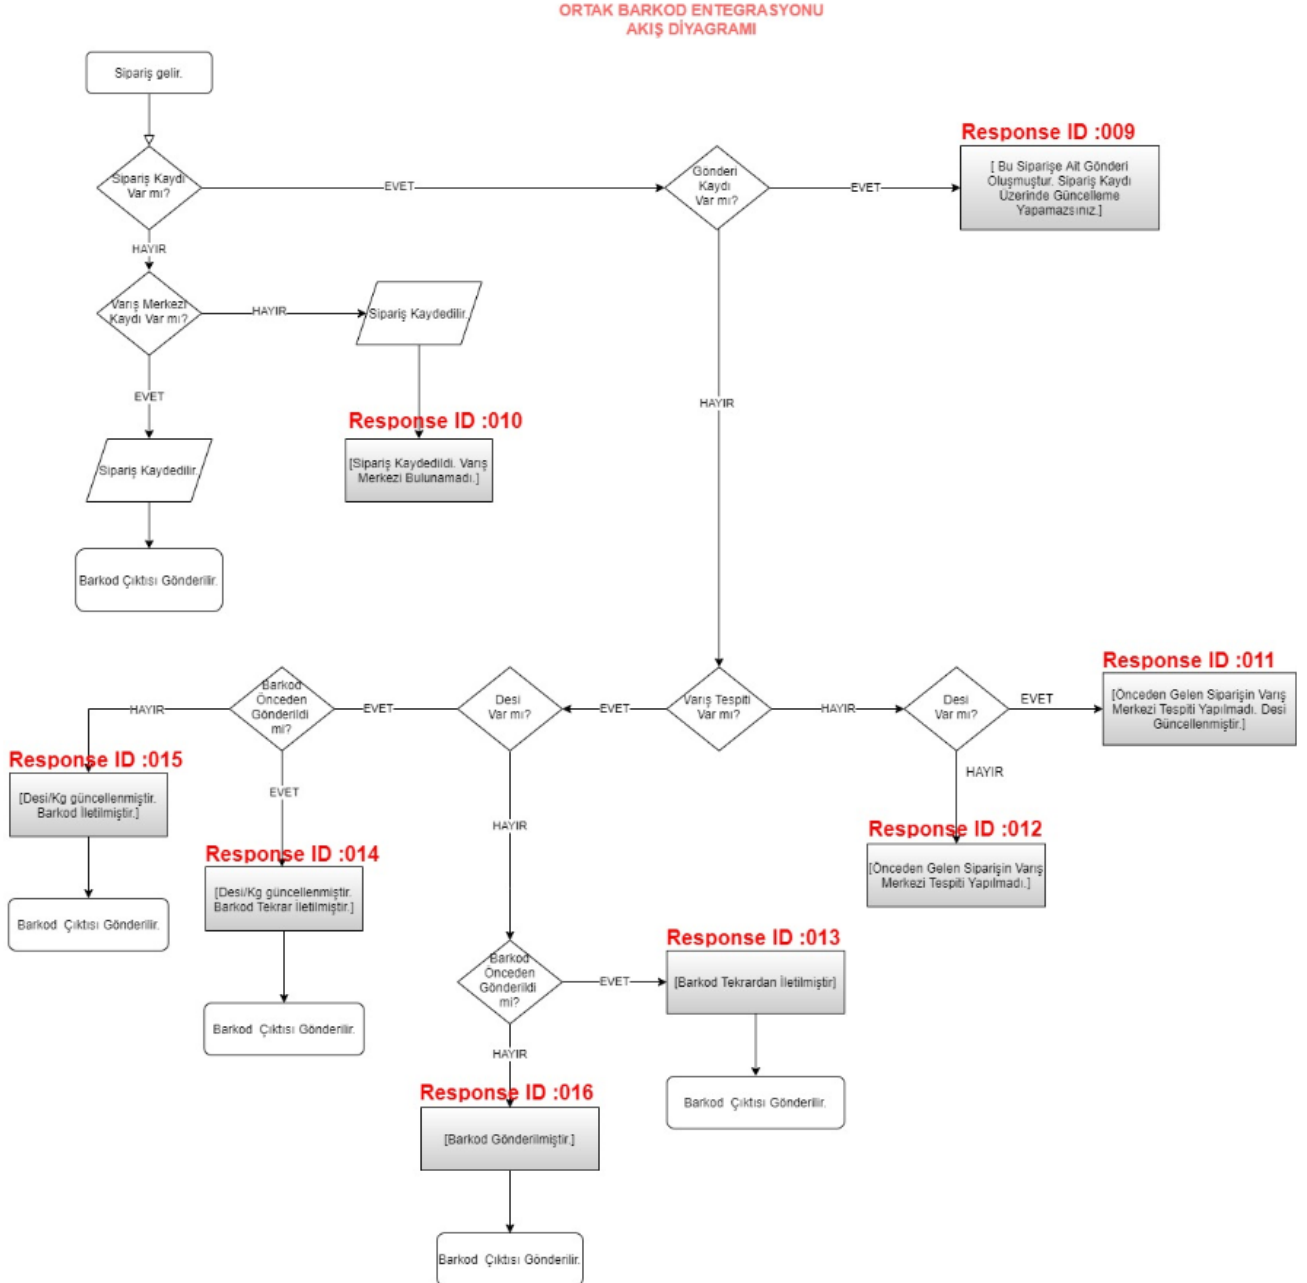 ORTAK BARKOD ENTEGRASYONU
AKIŞ DİYAGRAMI
Sipariş gelir.
Sipariş Kaydı
Var mı?
EVET
Gönderi
Kaydı
Var mı?
EVET
Response ID :009
[ Bu Siparişe Ait Gönderi
Oluşmuştur. Sipariş Kaydı
Üzerinde Güncelleme
Yapamazsınız.]
HAYIR
Varış Merkezi
Kaydı Var mı?
HAYIR
Sipariş Kaydedilir.
EVET
HAYIR
Response ID :010
[Sipariş Kaydedildi. Varış
Merkezi Bulunamadı.]
Sipariş Kaydedilir.
Barkod Çıktısı Gönderilir.
Barkod
Önceden
Gönderildi
mi?
HAYIR
EVET
Desi
Var mı?
EVET
Varış Tespiti
Var mı?
HAYIR
Desi
Var mı?
EVET
Response ID :011
[Önceden Gelen Siparişin Varış
Merkezi Tespiti Yapılmadı. Desi
Güncellenmiştir.]
HAYIR
Response ID :015
[Desi/Kg güncellenmiştir.
Barkod İletilmiştir.]
EVET
HAYIR
Response ID :012
[Önceden Gelen Siparişin Varış
Merkezi Tespiti Yapılmadı.]
Response ID :014
[Desi/Kg güncellenmiştir.
Barkod Tekrar İletilmiştir.]
Barkod  Çıktısı Gönderilir.
Barkod
Önceden
Gönderildi
mi?
EVET
Response ID :013
[Barkod Tekrardan İletilmiştir]
Barkod  Çıktısı Gönderilir.
HAYIR
Response ID :016
[Barkod Gönderilmiştir.]
Barkod  Çıktısı Gönderilir.
Barkod  Çıktısı Gönderilir.